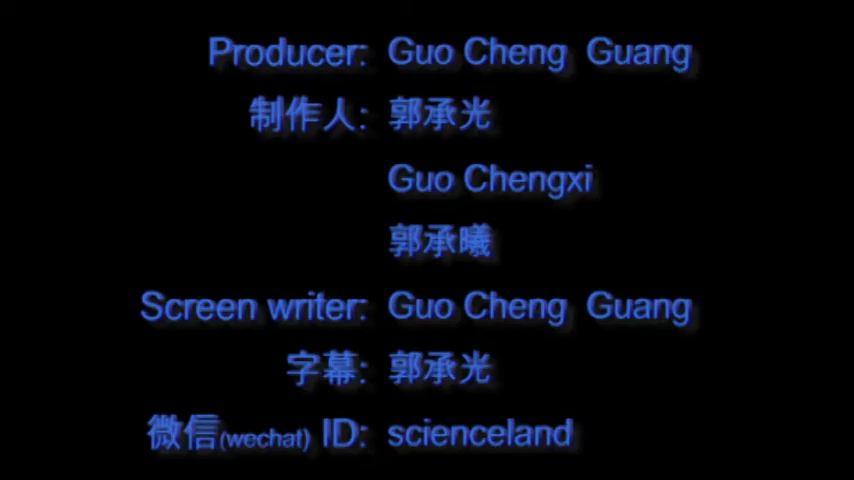 Producer: Guo Cheng Guang
制作人: 郭承光
Guo Chengxi
郭承曦
Screen writer: Guo Cheng Guang
字幕: 郭承光
微信(wechat) ID: scienceland